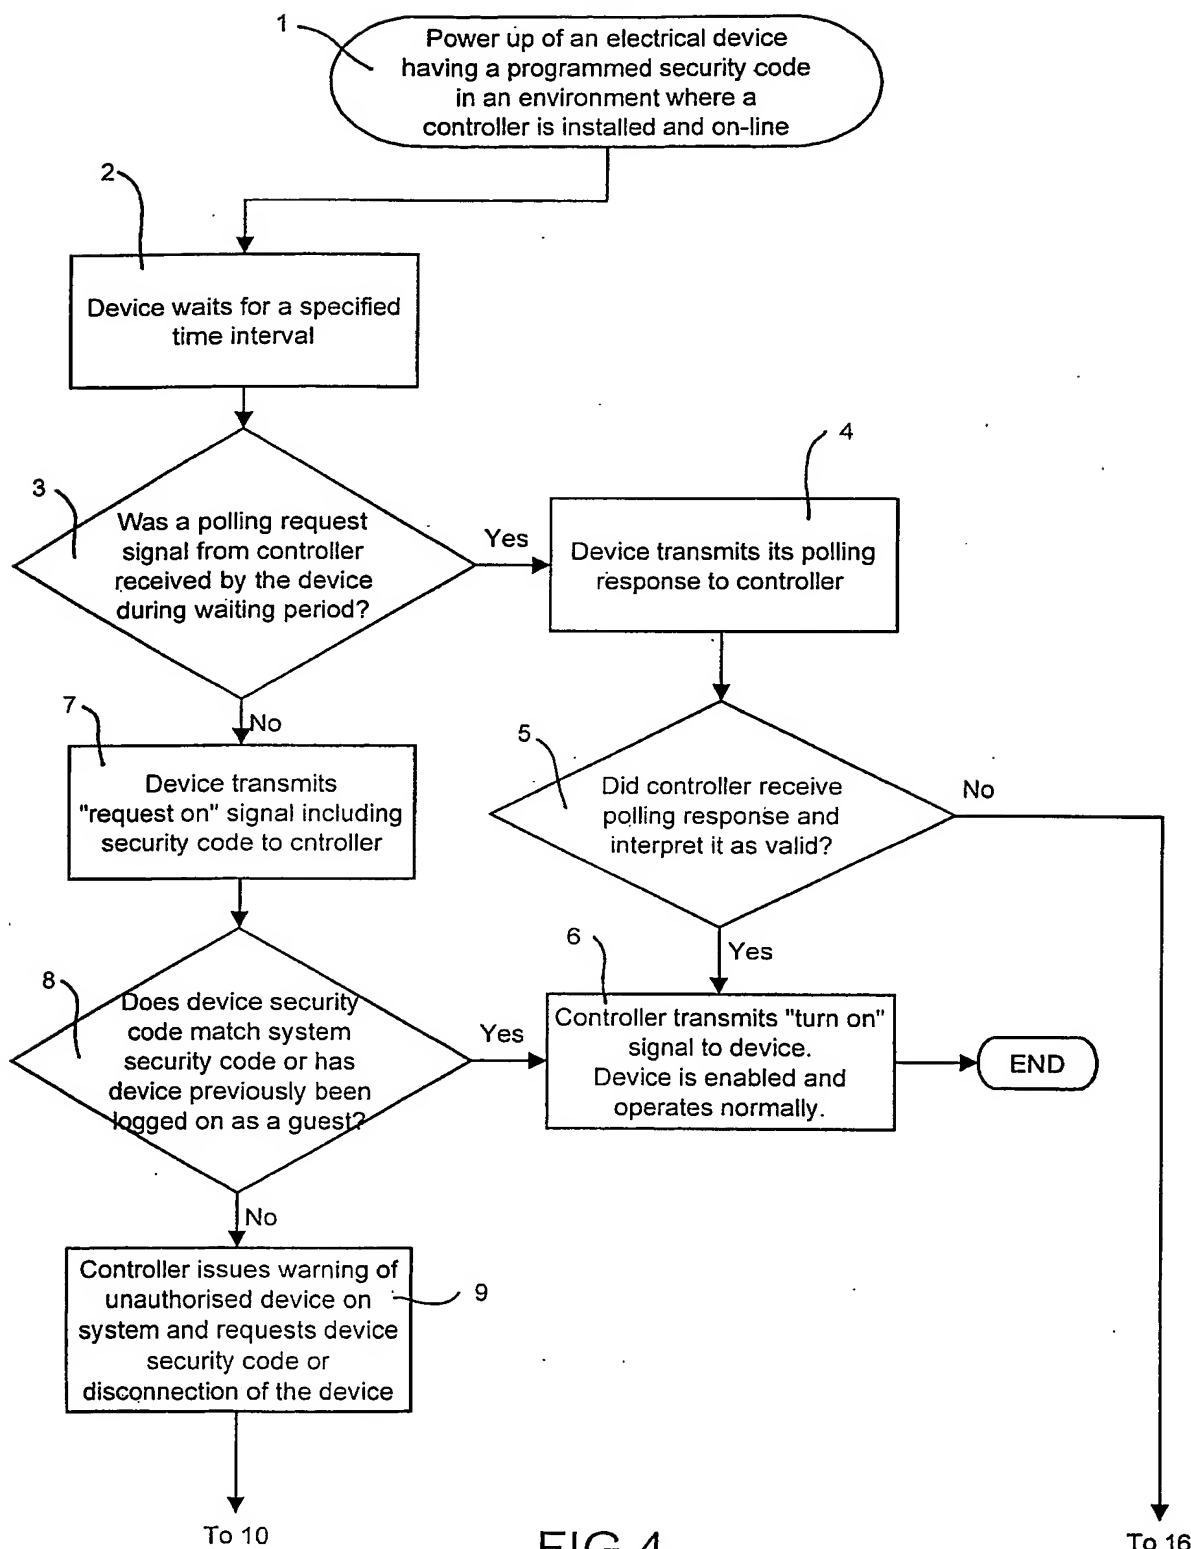 1
Power up of an electrical device
having a programmed security code
in an environment where a
controller is installed and on-line
2
Device waits for a specified
time interval
3
Was a polling request
signal from controller
received by the device
during waiting period?
Yes
4
Device transmits its polling
response to controller
No
7
Device transmits
"request on" signal including
security code to cntroller
5
Did controller receive
polling response and
interpret it as valid?
No
Yes
8
Does device security
code match system
security code or has
device previously been
logged on as a guest?
Yes
6
Controller transmits "turn on"
signal to device.
Device is enabled and
operates normally.
END
No
9
Controller issues warning of
unauthorised device on
system and requests device
security code or
disconnection of the device
To 10
FIG 4
To 16